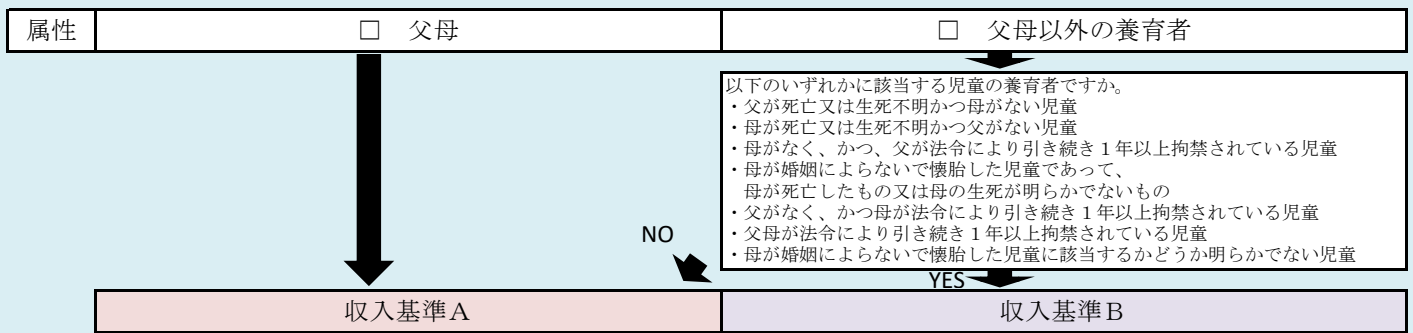 属性
□ 父母
□ 父母以外の養育者
以下のいずれかに該当する児童の養育者ですか。
・父が死亡又は生死不明かつ母がない児童
・母が死亡又は生死不明かつ父がない児童
・母がなく、かつ、父が法令により引き続き１年以上拘禁されている児童
・母が婚姻によらないで懐胎した児童であって、
母が死亡したもの又は母の生死が明らかでないもの
・父がなく、かつ母が法令により引き続き１年以上拘禁されている児童
・父母が法令により引き続き１年以上拘禁されている児童
・母が婚姻によらないで懐胎した児童に該当するかどうか明らかでない児童
NO
YES
収入基準Ａ
収入基準Ｂ